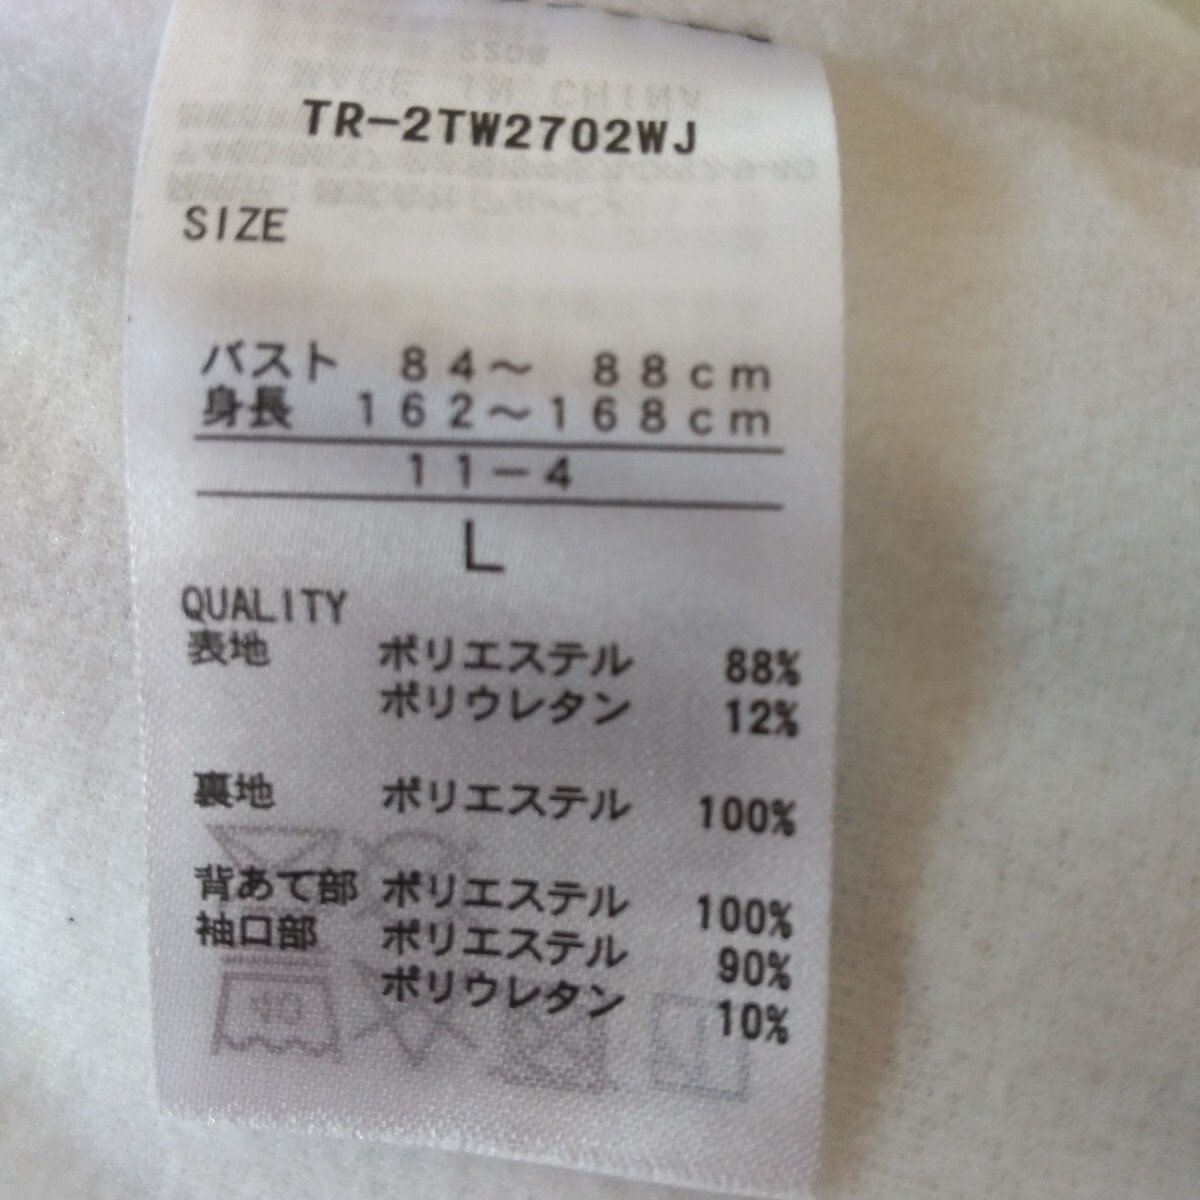 TR-2TW2702WJ
SIZE
バスト 84～ 88cm
身長 162～168cm
11-4
L
QUALITY
表地 ポリエステル 88%
ポリウレタン 12%
裏地 ポリエステル 100%
背あて部 ポリエステル 100%
袖口部 ポリエステル 90%
ポリウレタン 10%